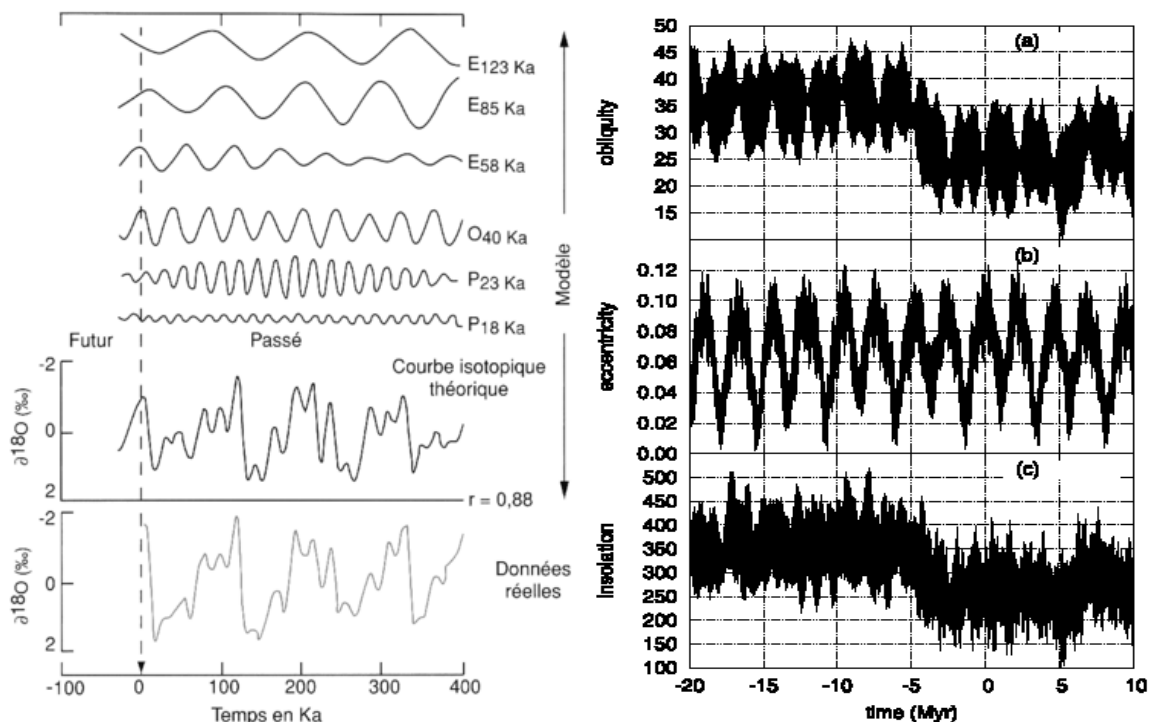 E123 Ka
E85 Ka
E58 Ka
O40 Ka
P23 Ka
P18 Ka
Modèle
Futur
Passé
-2
0
2
∂18O (‰)
Courbe isotopique
théorique
r = 0,88
-2
0
2
∂18O (‰)
Données
réelles
-100
0
100
200
300
400
Temps en Ka
(a)
50
45
40
35
30
25
20
15
obliquity
(b)
0.12
0.10
0.08
0.06
0.04
0.02
0.00
eccentricity
(c)
500
450
400
350
300
250
200
150
100
Insolation
-20
-15
-10
-5
0
5
10
time (Myr)